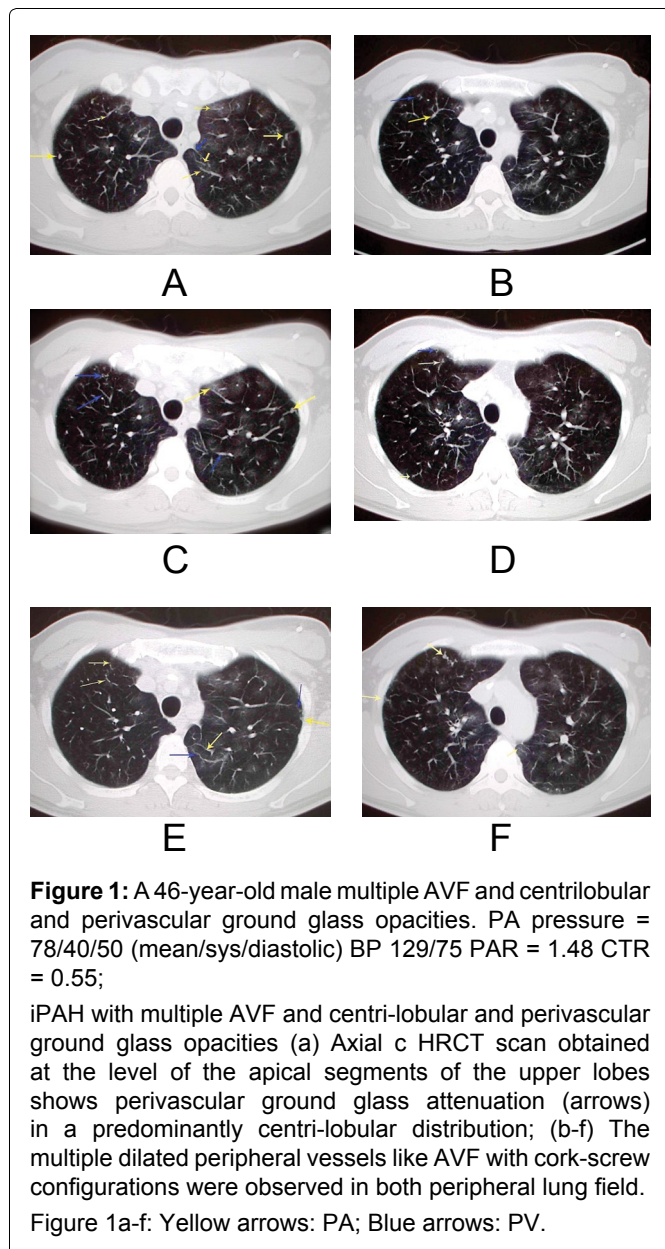 A
B
C
D
E
F
Figure 1: A 46-year-old male multiple AVF and centrilobular
and perivascular ground glass opacities. PA pressure =
78/40/50 (mean/sys/diastolic) BP 129/75 PAR = 1.48 CTR
= 0.55;
iPAH with multiple AVF and centri-lobular and perivascular
ground glass opacities (a) Axial c HRCT scan obtained
at the level of the apical segments of the upper lobes
shows perivascular ground glass attenuation (arrows)
in a predominantly centri-lobular distribution; (b-f) The
multiple dilated peripheral vessels like AVF with cork-screw
configurations were observed in both peripheral lung field.
Figure 1a-f: Yellow arrows: PA; Blue arrows: PV.